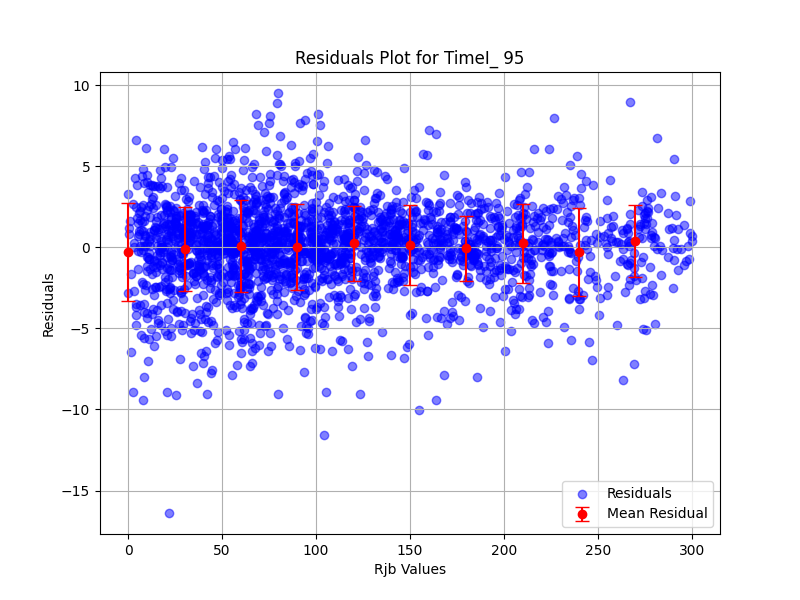 Residuals Plot for TimeI_ 95
10
5
0
−5
−10
−15
Residuals
0 50 100 150 200 250 300
Rjb Values
Residuals
Mean Residual